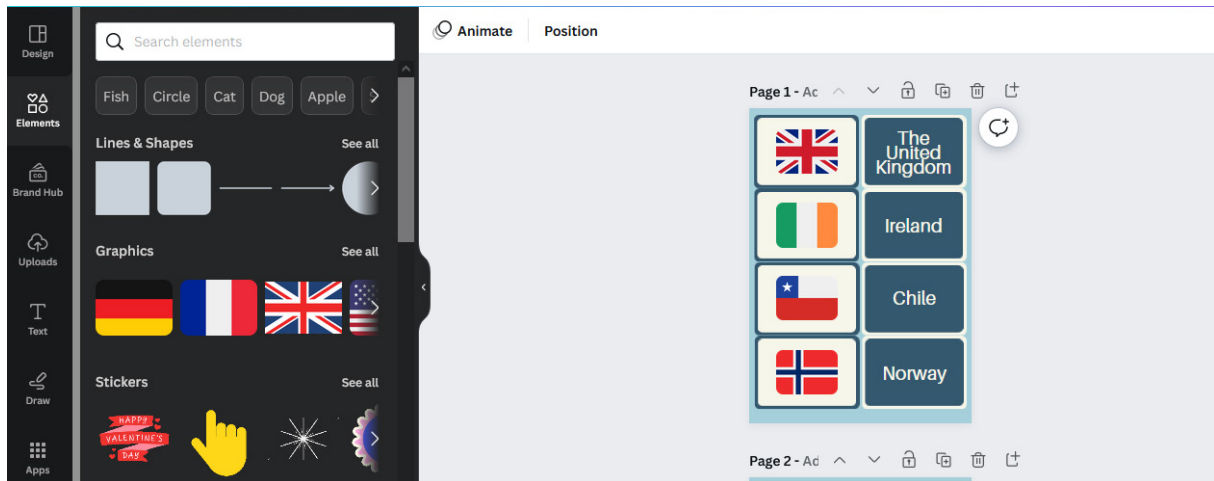 Design
Elements
CO.
Brand Hub
Uploads
Text
Draw
Apps
Search elements
Fish Circle Cat Dog Apple
Lines & Shapes See all
Graphics See all
Stickers See all
HAPPY
VALENTINE'S
DAY
Animate Position
Page 1 - Ad
The
United
Kingdom
Ireland
Chile
Norway
Page 2 - Ad